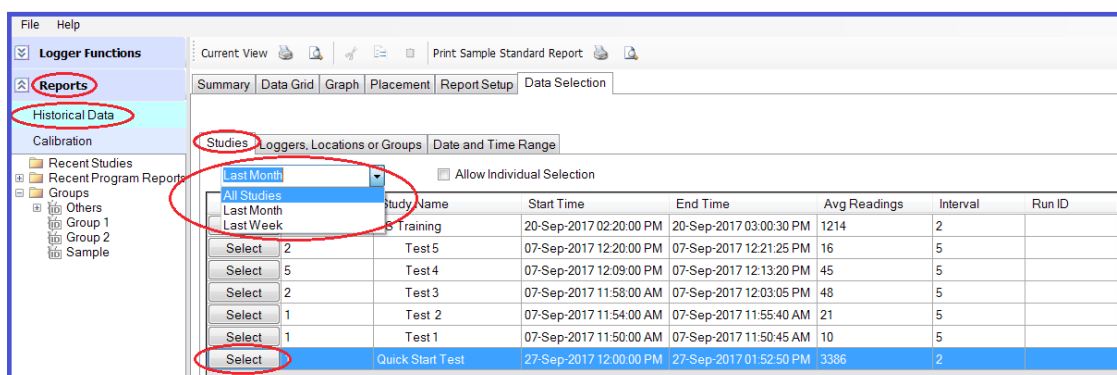 File Help
Logger Functions
Current View Print Sample Standard Report
Reports
Summary Data Grid Graph Placement Report Setup Data Selection
Historical Data
Calibration
Studies Loggers, Locations or Groups Date and Time Range
Recent Studies
Recent Program Reports
Groups
Others
Group 1
Group 2
Sample
Last Month Allow Individual Selection
All Studies
Last Month
Last Week
Study Name Start Time End Time Avg Readings Interval Run ID
Training 20-Sep-2017 02:20:00 PM 20-Sep-2017 03:00:30 PM 1214 2
Select 2 Test 5 07-Sep-2017 12:20:00 PM 07-Sep-2017 12:21:25 PM 16 5
Select 5 Test 4 07-Sep-2017 12:09:00 PM 07-Sep-2017 12:13:20 PM 45 5
Select 2 Test 3 07-Sep-2017 11:58:00 AM 07-Sep-2017 12:03:05 PM 48 5
Select 1 Test 2 07-Sep-2017 11:54:00 AM 07-Sep-2017 11:55:40 AM 21 5
Select 1 Test 1 07-Sep-2017 11:50:00 AM 07-Sep-2017 11:50:45 AM 10 5
Select Quick Start Test 27-Sep-2017 12:00:00 PM 27-Sep-2017 01:52:50 PM 3386 2